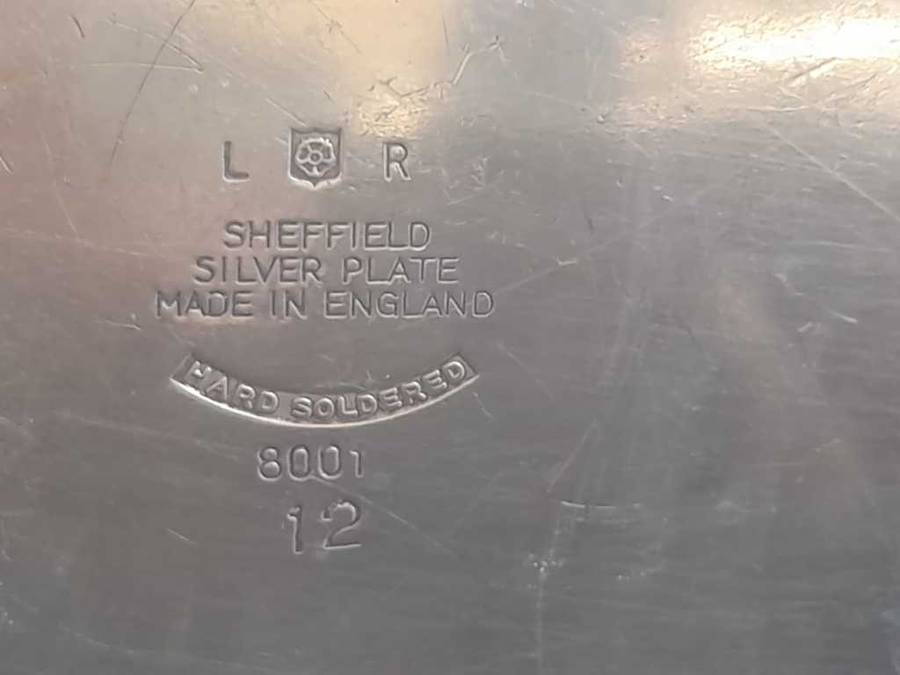 L R
SHEFFIELD
SILVER PLATE
MADE IN ENGLAND
HARD SOLDERED
8001
12